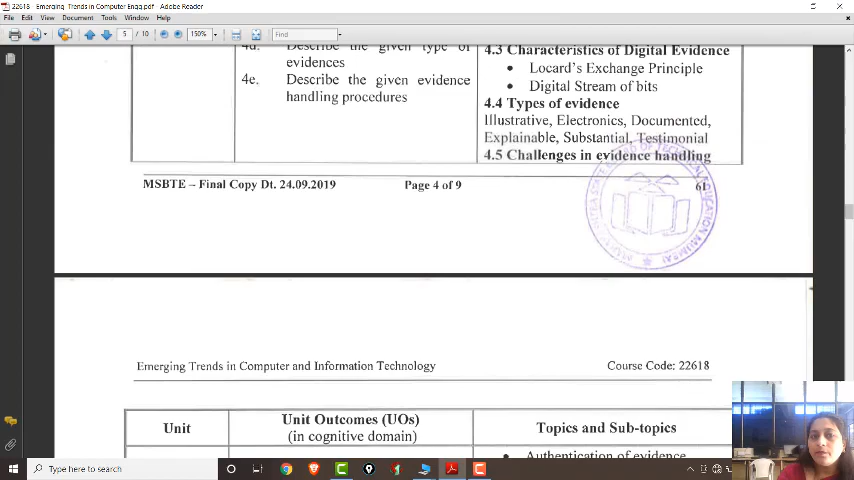 22618 - Emerging Trends in Computer Engg.pdf - Adobe Reader
File Edit View Document Tools Window Help
5 / 10 150% Find
4d. Describe the given type of
evidences
4e. Describe the given evidence
handling procedures
4.3 Characteristics of Digital Evidence
• Locard's Exchange Principle
• Digital Stream of bits
4.4 Types of evidence
Illustrative, Electronics, Documented,
Explainable, Substantial, Testimonial
4.5 Challenges in evidence handling
MSBTE – Final Copy Dt. 24.09.2019 Page 4 of 9 61
Emerging Trends in Computer and Information Technology Course Code: 22618
Unit
Unit Outcomes (UOs)
(in cognitive domain)
Topics and Sub-topics
• Authentication of evidence
Type here to search